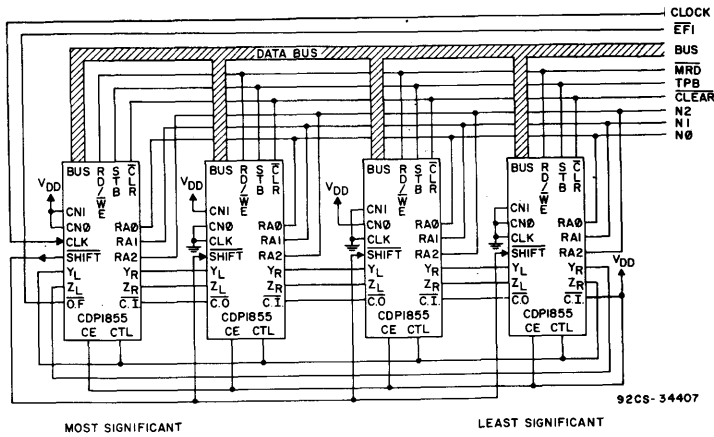 CLOCK
EF1
BUS
DATA BUS
MRD
TPB
CLEAR
N2
N1
NØ
BUS RD/WE STB CLR
VDD
CN1
CNØ RAØ
CLK RA1
SHIFT RA2
YL YR
ZL ZR
O.F C.I.
CDP1855
CE CTL
BUS RD/WE STB CLR
VDD
CN1
CNØ RAØ
CLK RA1
SHIFT RA2
YL YR
ZL ZR
C.O C.I.
CDP1855
CE CTL
BUS RD/WE STB CLR
VDD
CN1
CNØ RAØ
CLK RA1
SHIFT RA2
YL YR
ZL ZR
C.O C.I.
CDP1855
CE CTL
BUS RD/WE STB CLR
CN1
CNØ RAØ
CLK RA1
SHIFT RA2
VDD
YL YR
ZL ZR
C.O C.I.
CDP1855
CE CTL
92CS-34407
MOST SIGNIFICANT
LEAST SIGNIFICANT